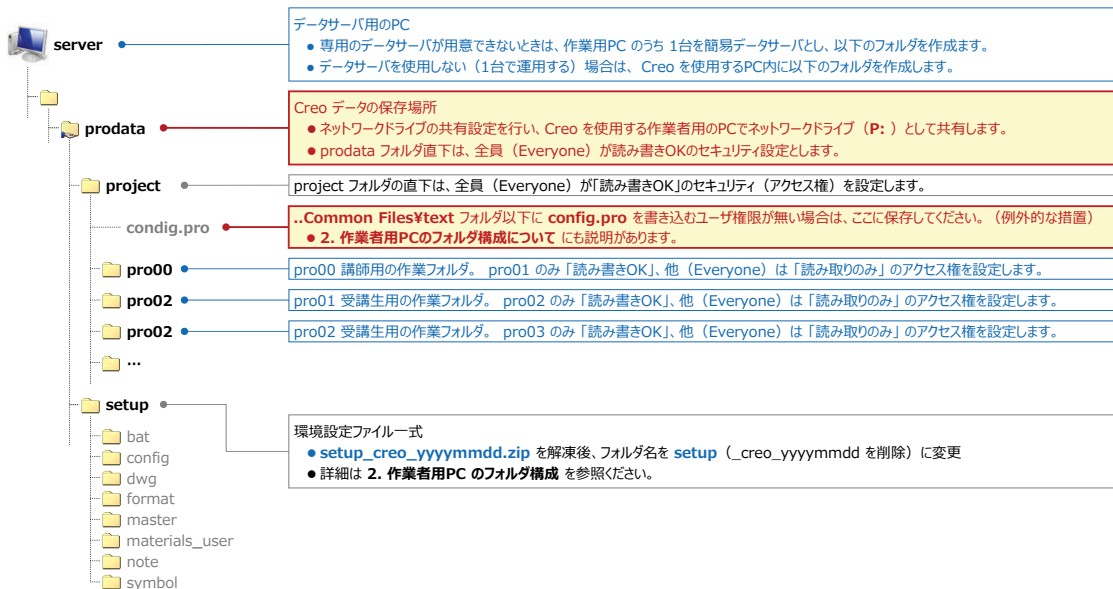 server
データサーバ用のPC
● 専用のデータサーバが用意できないときは、作業用PC のうち 1台を簡易データサーバとし、以下のフォルダを作成ます。
● データサーバを使用しない（1台で運用する）場合は、 Creo を使用するPC内に以下のフォルダを作成します。
prodata
Creo データの保存場所
● ネットワークドライブの共有設定を行い、Creo を使用する作業者用のPCでネットワークドライブ（P: ）として共有します。
● prodata フォルダ直下は、全員（Everyone）が読み書きOKのセキュリティ設定とします。
project
project フォルダの直下は、全員（Everyone）が「読み書きOK」のセキュリティ（アクセス権）を設定します。
condig.pro
..Common Files¥text フォルダ以下に config.pro を書き込むユーザ権限が無い場合は、ここに保存してください。（例外的な措置）
● 2. 作業者用PCのフォルダ構成について にも説明があります。
pro00
pro00 講師用の作業フォルダ。 pro01 のみ 「読み書きOK」、他（Everyone）は 「読み取りのみ」 のアクセス権を設定します。
pro02
pro01 受講生用の作業フォルダ。 pro02 のみ 「読み書きOK」、他（Everyone）は 「読み取りのみ」 のアクセス権を設定します。
pro02
pro02 受講生用の作業フォルダ。 pro03 のみ 「読み書きOK」、他（Everyone）は 「読み取りのみ」 のアクセス権を設定します。
...
setup
環境設定ファイル一式
● setup_creo_yyyymmdd.zip を解凍後、フォルダ名を setup（_creo_yyyymmdd を削除）に変更
● 詳細は 2. 作業者用PC のフォルダ構成 を参照ください。
bat
config
dwg
format
master
materials_user
note
symbol